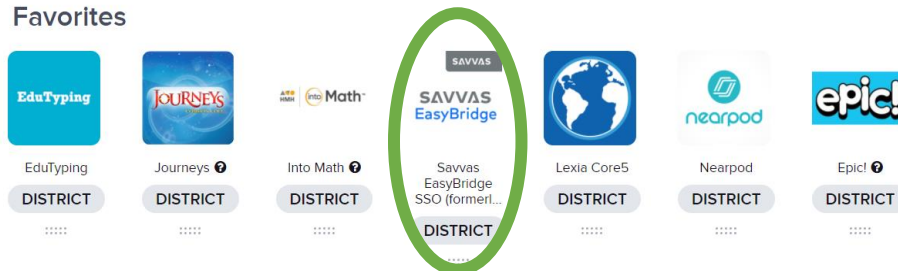 Favorites
EduTyping
JOURNEYS
HMH into Math
SAVVAS
SAVVAS
EasyBridge
nearpod
epic!
EduTyping
Journeys ?
Into Math ?
Savvas
EasyBridge
SSO (formerl...
Lexia Core5
Nearpod
Epic! ?
DISTRICT
DISTRICT
DISTRICT
DISTRICT
DISTRICT
DISTRICT
DISTRICT